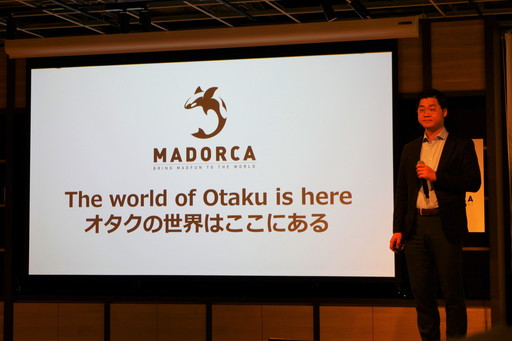 MADORCA
BRING MADFUN TO THE WORLD
The world of Otaku is here
オタクの世界はここにある